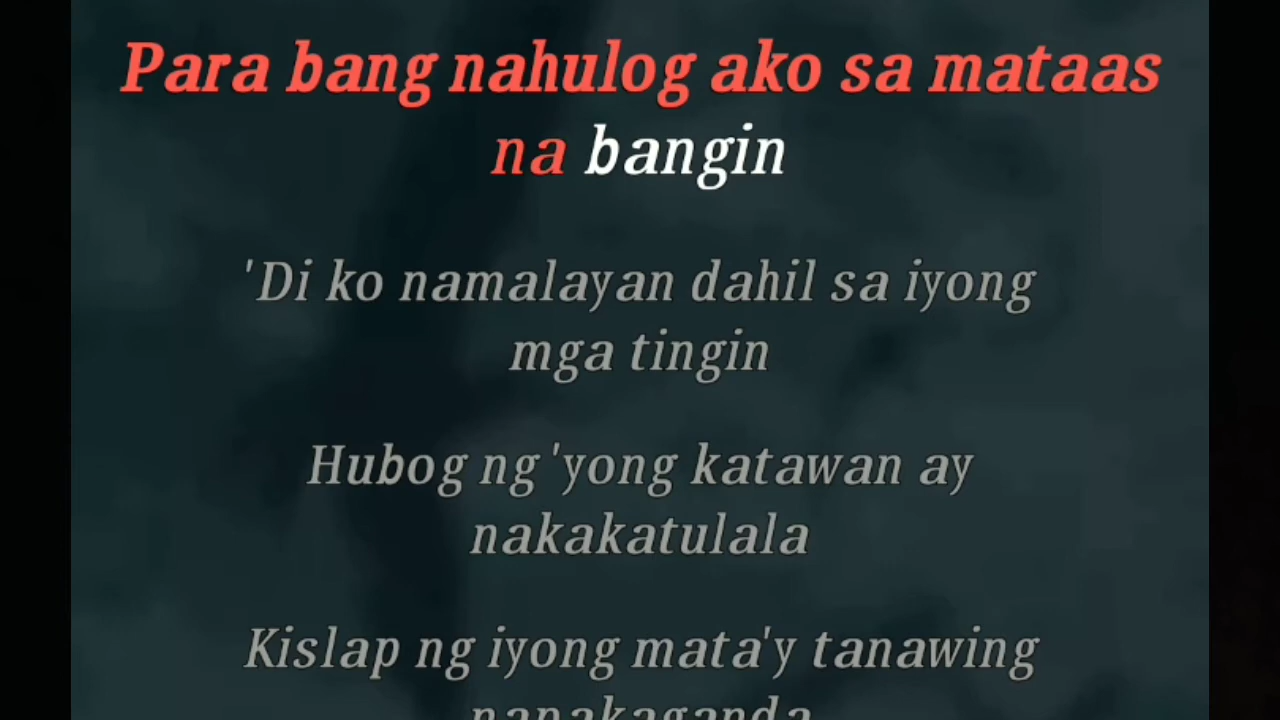 Para bang nahulog ako sa mataas
na bangin
'Di ko namalayan dahil sa iyong
mga tingin
Hubog ng 'yong katawan ay
nakakatulala
Kislap ng iyong mata'y tanawing